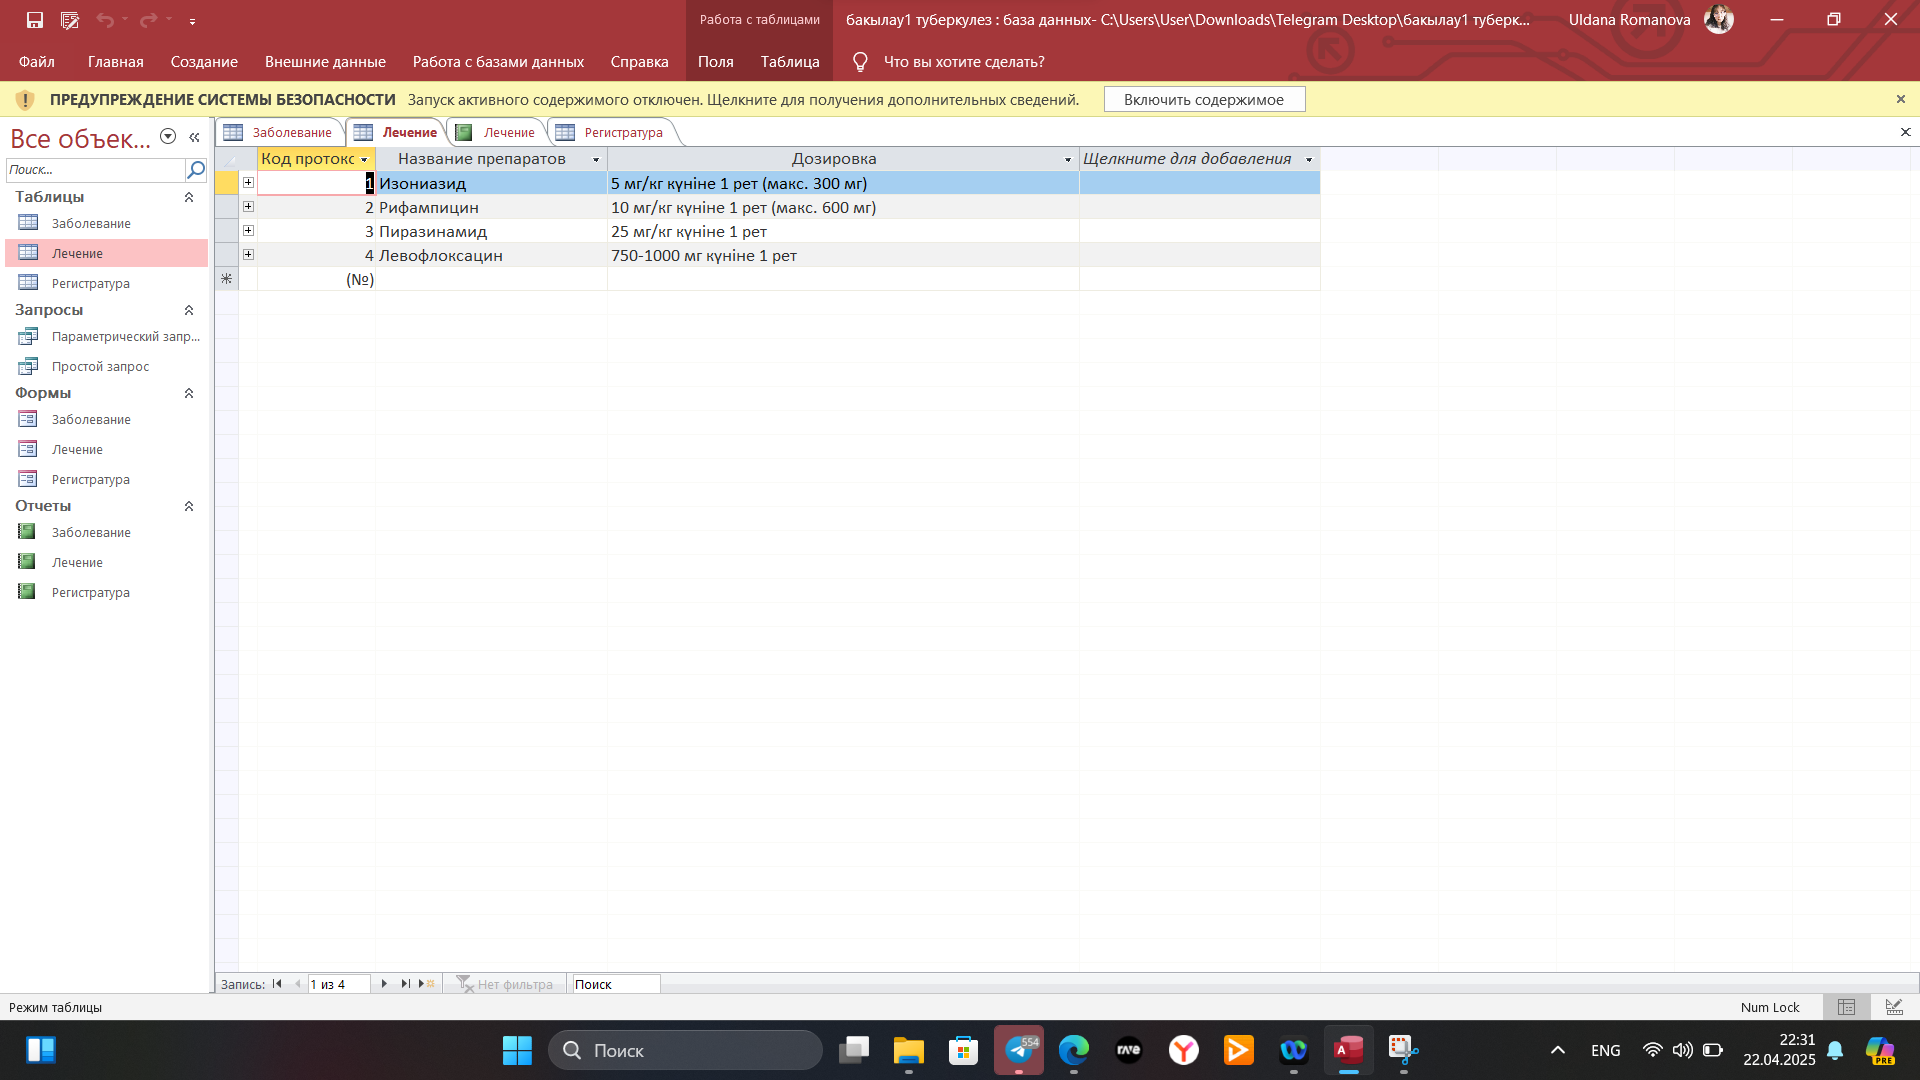 Работа с таблицами
бакылау1 туберкулез : база данных- C:\Users\User\Downloads\Telegram Desktop\бакылау1 туберк...
Uldana Romanova
Файл
Главная
Создание
Внешние данные
Работа с базами данных
Справка
Поля
Таблица
Что вы хотите сделать?
ПРЕДУПРЕЖДЕНИЕ СИСТЕМЫ БЕЗОПАСНОСТИ Запуск активного содержимого отключен. Щелкните для получения дополнительных сведений. Включить содержимое
Все объек...
Поиск...
Таблицы
Заболевание
Лечение
Регистратура
Запросы
Параметрический запр...
Простой запрос
Формы
Заболевание
Лечение
Регистратура
Отчеты
Заболевание
Лечение
Регистратура
Заболевание Лечение Лечение Регистратура
Код протокс Название препаратов Дозировка Щелкните для добавления
1 Изониазид 5 мг/кг күніне 1 рет (макс. 300 мг)
2 Рифампицин 10 мг/кг күніне 1 рет (макс. 600 мг)
3 Пиразинамид 25 мг/кг күніне 1 рет
4 Левофлоксацин 750-1000 мг күніне 1 рет
(№)
Запись: 1 из 4 Нет фильтра Поиск
Режим таблицы
Num Lock
Поиск
554
rave
ENG
22:31
22.04.2025
PRE